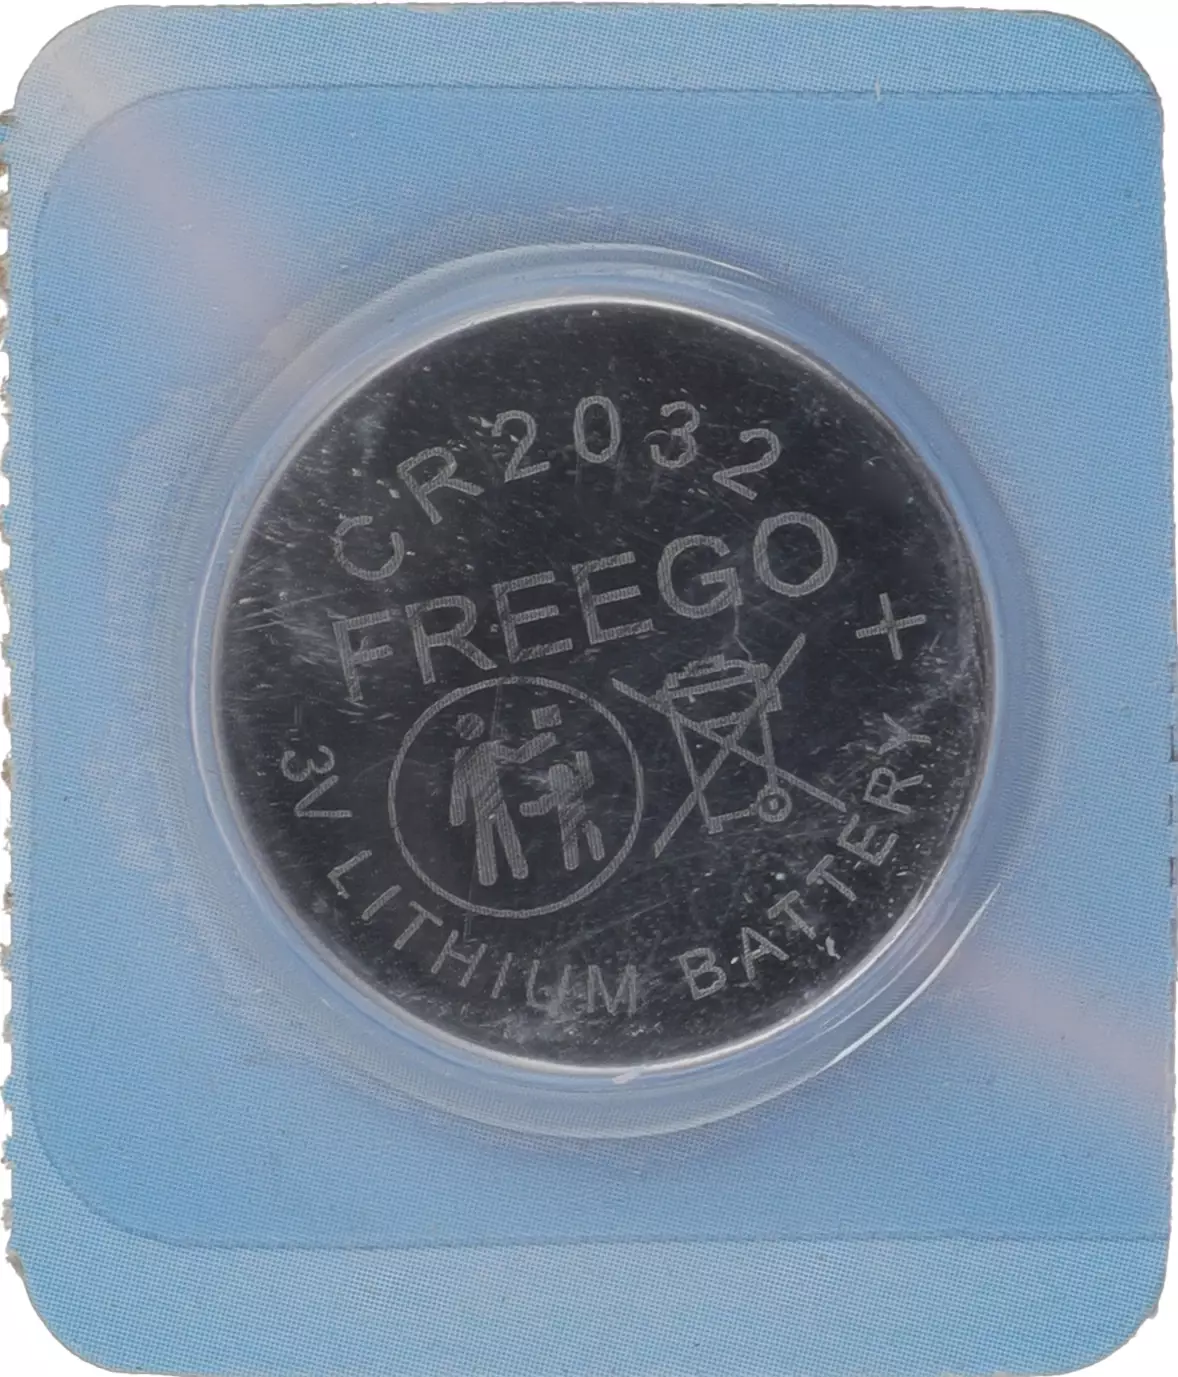 CR2032
FREEGO
+
3V LITHIUM BATTERY